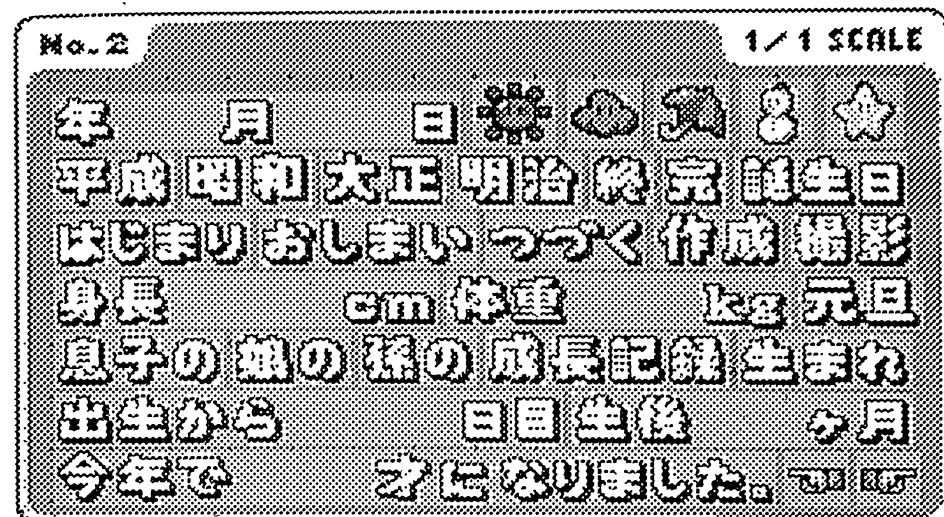 No.2 1/1 SCALE
年 月 日
平成 昭和 大正 明治 終 完 誕生日
はじまり おしまい つづく 作成 撮影
身長 cm 体重 kg 元旦
息子の 娘の 孫の 成長記録 生まれ
出生から 日目 生後 ヶ月
今年で 才になりました。